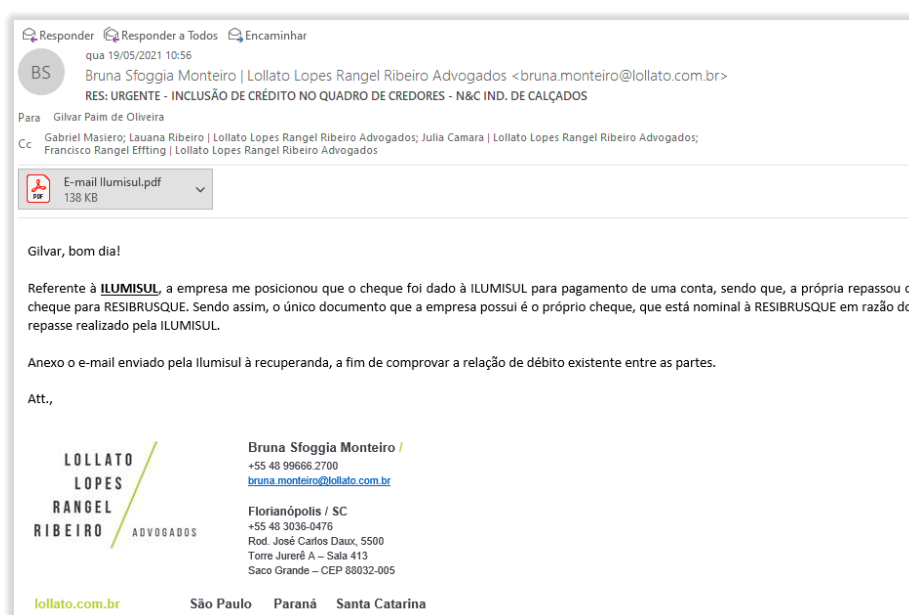 Responder Responder a Todos Encaminhar
qua 19/05/2021 10:56
BS
Bruna Sfoggia Monteiro | Lollato Lopes Rangel Ribeiro Advogados <bruna.monteiro@lollato.com.br>
RES: URGENTE - INCLUSÃO DE CRÉDITO NO QUADRO DE CREDORES - N&C IND. DE CALÇADOS
Para Gilvar Paim de Oliveira
Cc Gabriel Masiero; Lauana Ribeiro | Lollato Lopes Rangel Ribeiro Advogados; Julia Camara | Lollato Lopes Rangel Ribeiro Advogados;
Francisco Rangel Effting | Lollato Lopes Rangel Ribeiro Advogados
PDF
E-mail Ilumisul.pdf
138 KB
Gilvar, bom dia!
Referente à ILUMISUL, a empresa me posicionou que o cheque foi dado à ILUMISUL para pagamento de uma conta, sendo que, a própria repassou
cheque para RESIBRUSQUE. Sendo assim, o único documento que a empresa possui é o próprio cheque, que está nominal à RESIBRUSQUE em razão
repasse realizado pela ILUMISUL.
Anexo o e-mail enviado pela Ilumisul à recuperanda, a fim de comprovar a relação de débito existente entre as partes.
Att.,
LOLLATO
LOPES
RANGEL
RIBEIRO ADVOGADOS
Bruna Sfoggia Monteiro /
+55 48 99666.2700
bruna.monteiro@lollato.com.br
Florianópolis / SC
+55 48 3036-0476
Rod. José Carlos Daux, 5500
Torre Jurerê A – Sala 413
Saco Grande – CEP 88032-005
lollato.com.br São Paulo Paraná Santa Catarina